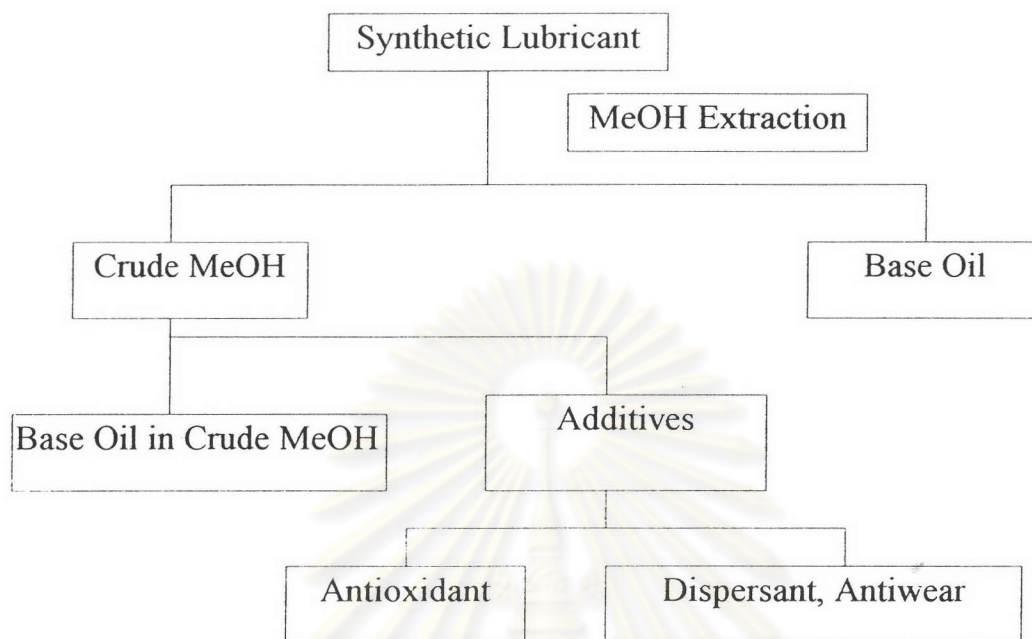 Synthetic Lubricant
MeOH Extraction
Crude MeOH
Base Oil
Base Oil in Crude MeOH
Additives
Antioxidant
Dispersant, Antiwear